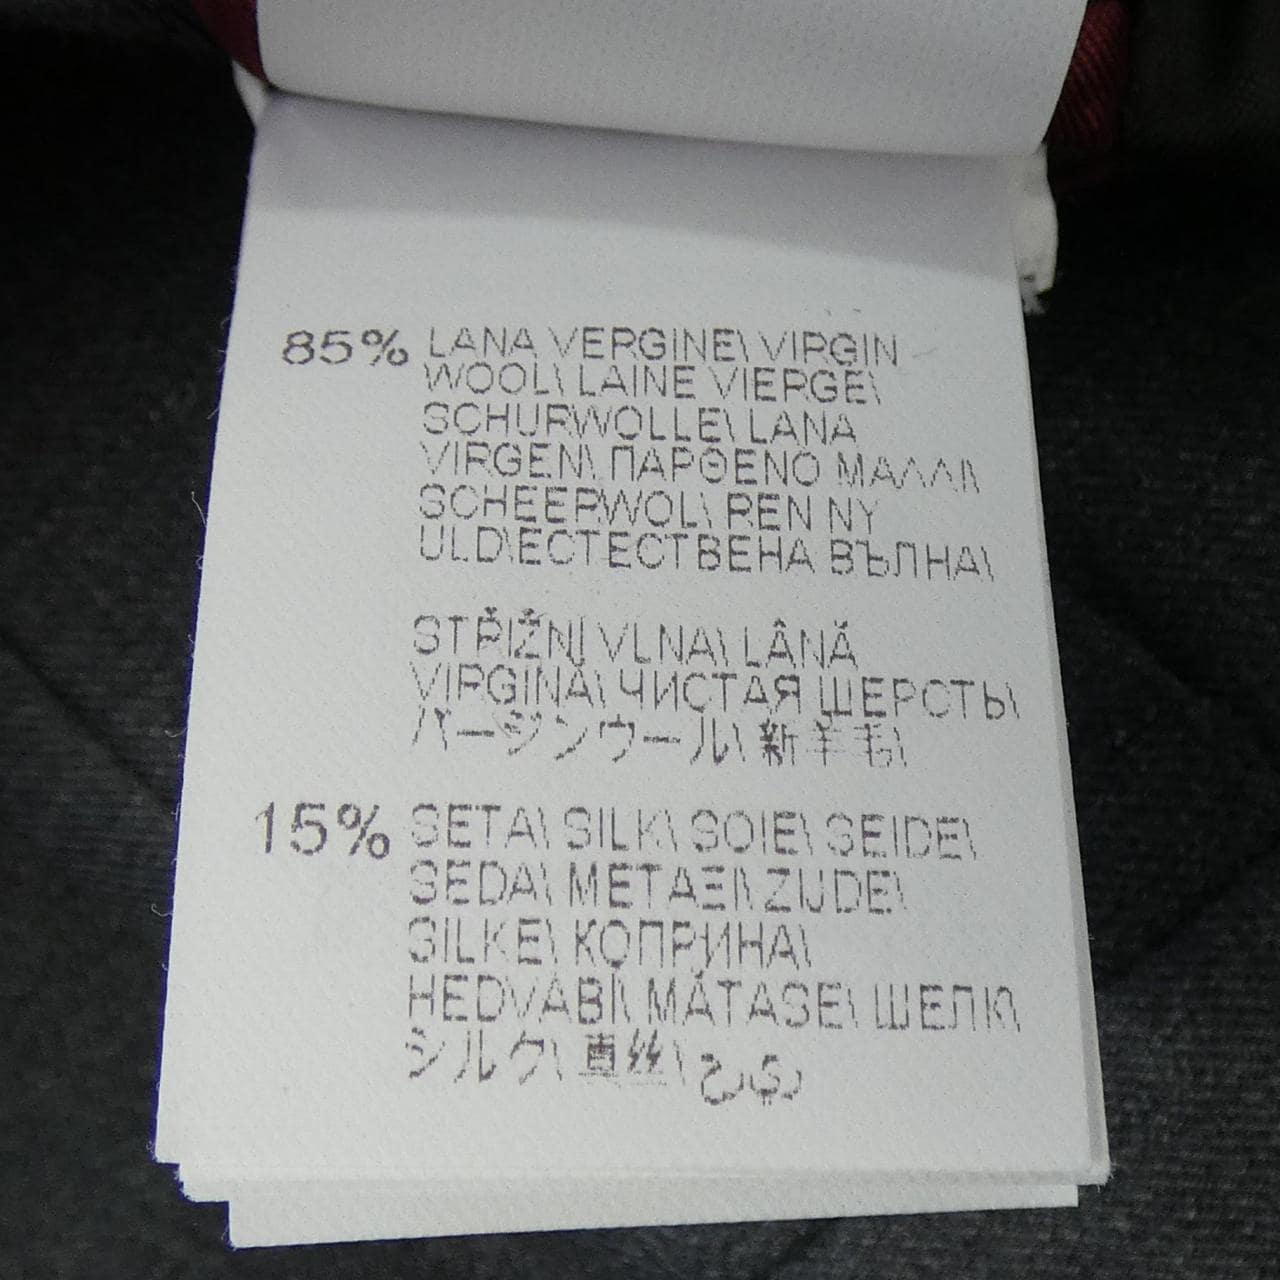 85% LANA VERGINE\ VIRGIN
WOOL\ LAINE VIERGE\
SCHURWOLLE\ LANA
VIRGEN\ ΠΑΡΘΕΝΟ ΜΑΛΛΙ\
SCHEERWOL\ REN NY
ULD\ЕСТЕСТВЕНА ВЪЛНА\
STŘIŽNÍ VLNA\ LÂNĂ
VIRGINĂ\ ЧИСТАЯ ШЕРСТЬ\
バージンウール\ 新羊毛\
15% SETA\ SILK\ SOIE\ SEIDE\
SEDA\ ΜΕΤΑΞΙ\ ZIJDE\
SILKE\ КОПРИНА\
HEDVÁBÍ\ MĂTASE\ ШЕЛК\
シルク\ 真丝\